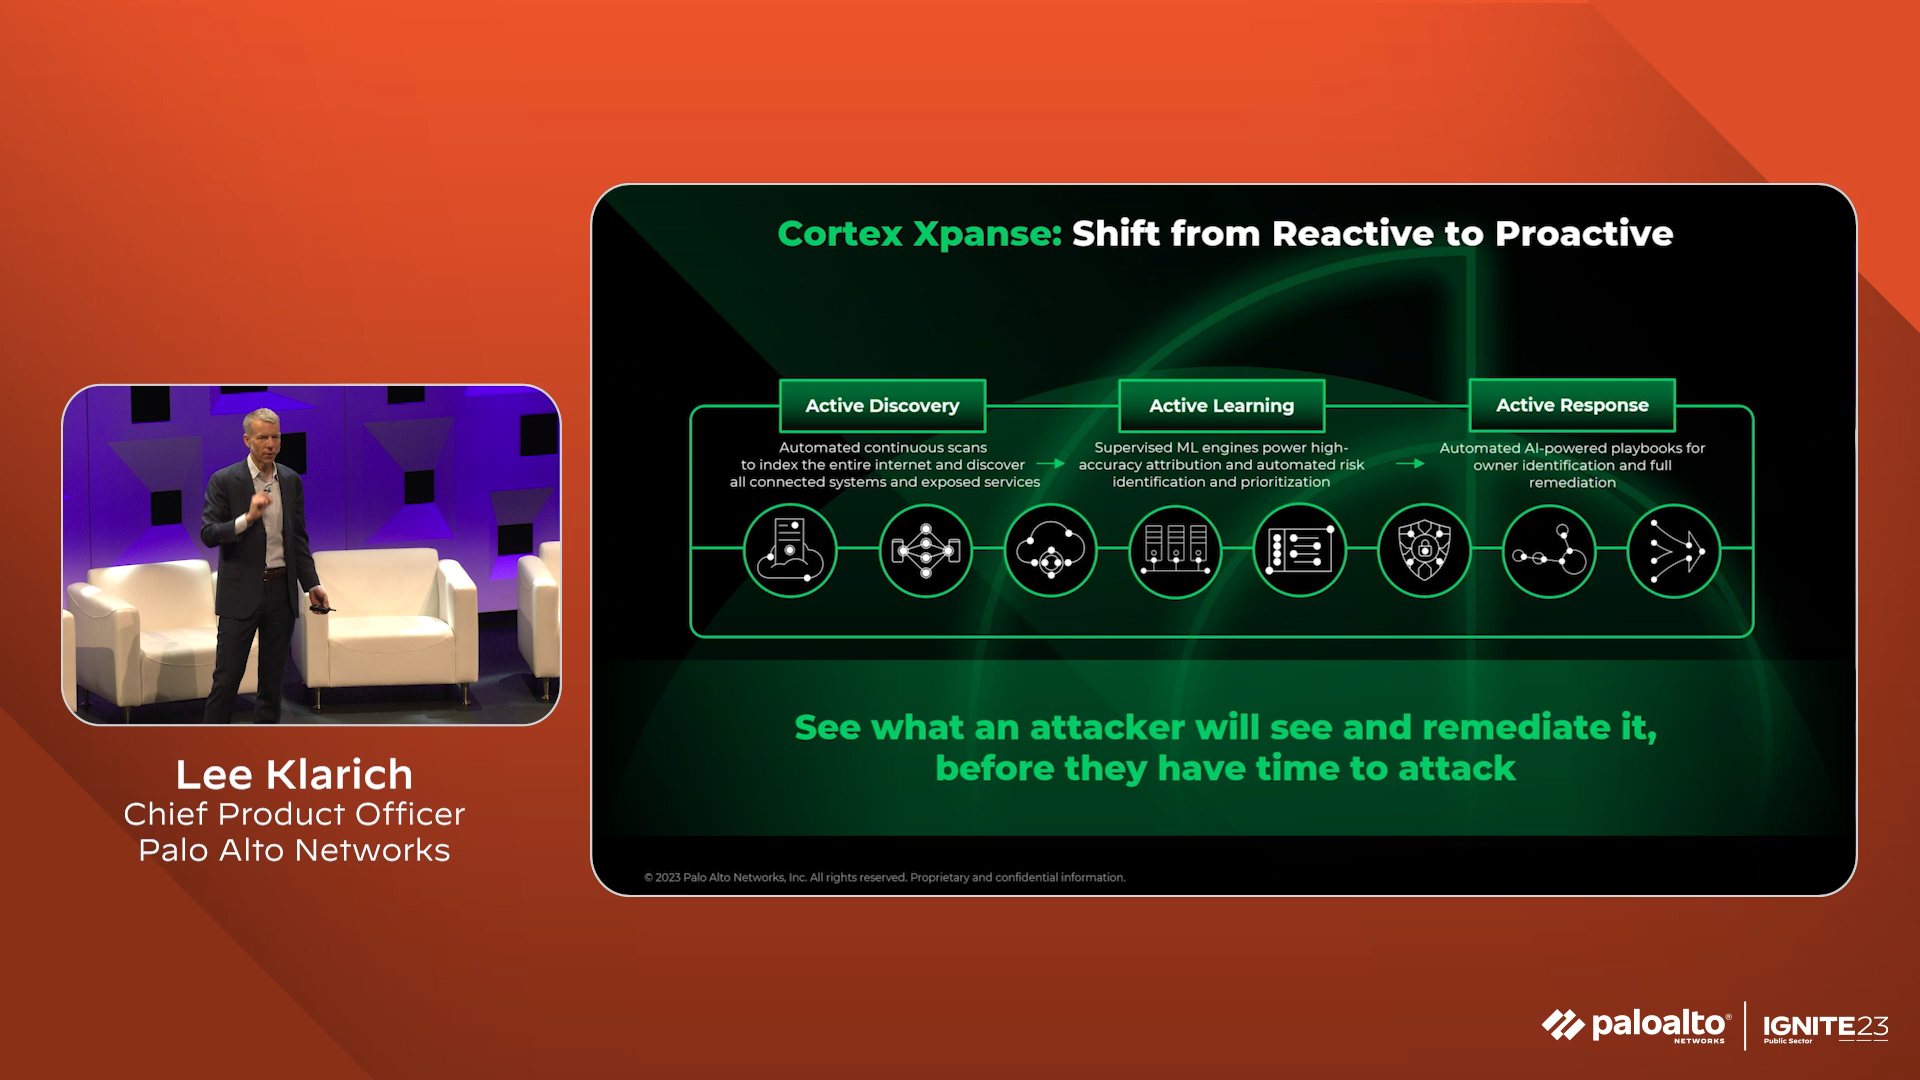 Cortex Xpanse: Shift from Reactive to Proactive
Active Discovery
Automated continuous scans
to index the entire internet and discover
all connected systems and exposed services
Active Learning
Supervised ML engines power high-
accuracy attribution and automated risk
identification and prioritization
Active Response
Automated AI-powered playbooks for
owner identification and full
remediation
See what an attacker will see and remediate it,
before they have time to attack
© 2023 Palo Alto Networks, Inc. All rights reserved. Proprietary and confidential information.
Lee Klarich
Chief Product Officer
Palo Alto Networks
paloalto®
NETWORKS
IGNITE23
Public Sector